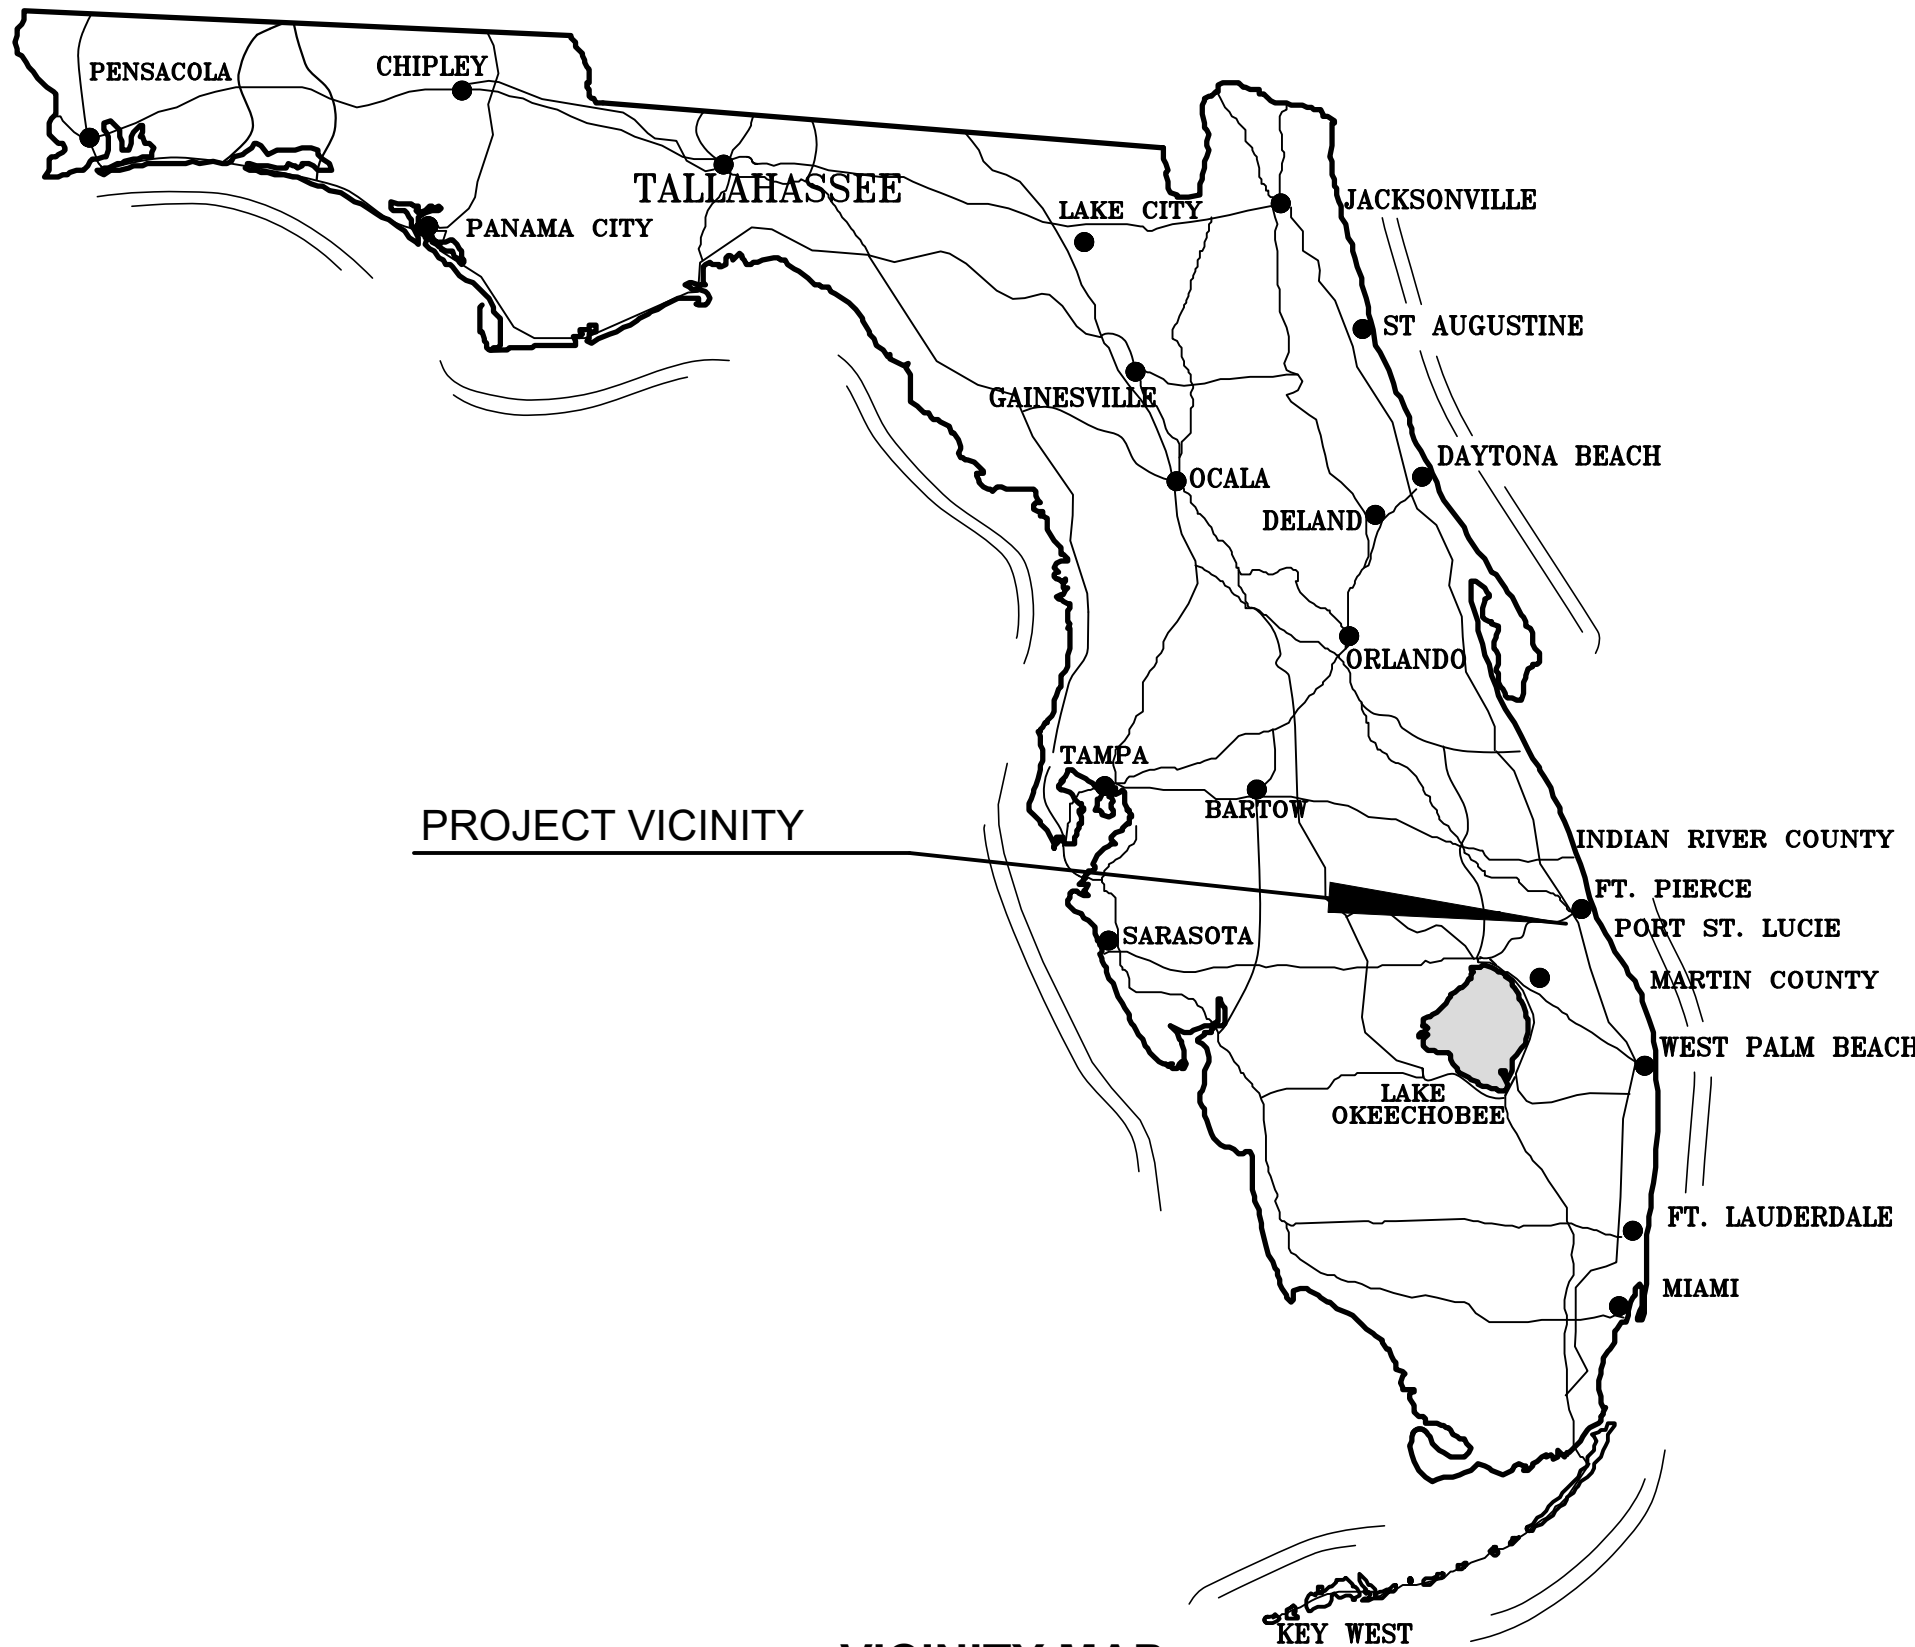 PENSACOLA
CHIPLEY
TALLAHASSEE
PANAMA CITY
LAKE CITY
JACKSONVILLE
ST AUGUSTINE
GAINESVILLE
DAYTONA BEACH
OCALA
DELAND
ORLANDO
TAMPA
BARTOW
PROJECT VICINITY
INDIAN RIVER COUNTY
FT. PIERCE
PORT ST. LUCIE
SARASOTA
MARTIN COUNTY
WEST PALM BEACH
LAKE
OKEECHOBEE
FT. LAUDERDALE
MIAMI
KEY WEST
VICINITY MAP